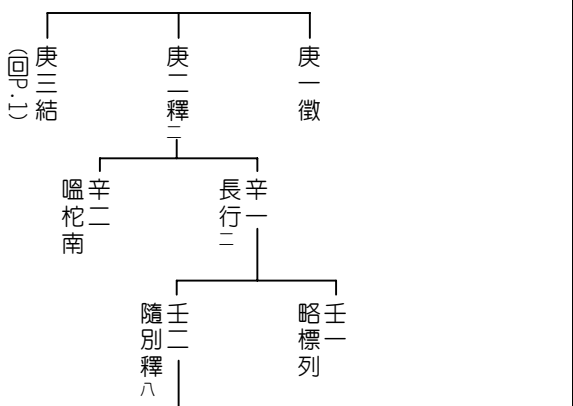 庚一徵
庚二釋二
庚三結
(回P.1)
辛一
長行二
辛二
嗢柁南
壬一
略標列
壬二
隨別釋八